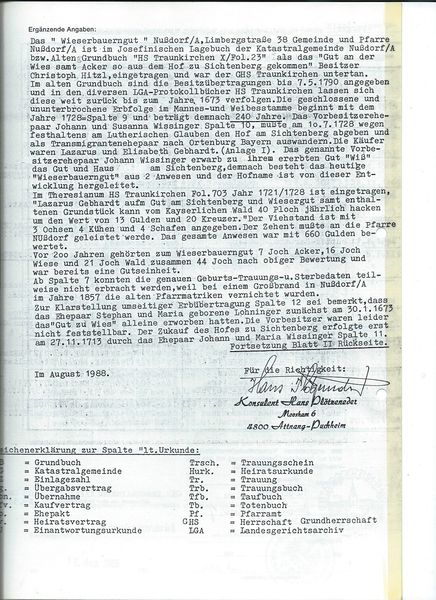 Ergänzende Angaben:
Das " Wieserbauerngut " Nußdorf/A,Limbergstraße 38 Gemeinde und Pfarre
Nußdorf/A ist im Josefinischen Lagebuch der Katastralgemeinde Nußdorf/A
bzw.Alten Grundbuch "HS Traunkirchen X/Fol.23" als das "Gut an der
Wies samt Acker so aus dem Hof zu Sichtenberg gekommen" Besitzer
Christoph Hitzl,eingetragen und war der GHS Traunkirchen untertan.
Im alten Grundbuch sind die Besitzübertragungen bis 7.5.1790 eingetragen
und in den diversen LGA-Protokollbücher HS Traunkirchen lassen sich
diese weit zurück bis zum Jahre 1673 verfolgen.Die geschlossene und
ununterbrochene Erbfolge im Mannes-und Weibesstamme beginnt mit dem
Jahre 1728=Spalte 9 und beträgt demnach 240 Jahre. Das Vorbesitzerehe-
paar Johann und Susanna Wissinger Spalte 10, mußte am 10.7.1728 wegen
festhaltens am Lutherischen Glauben den Hof am Sichtenberg abgeben und
als Transmigrantenehepaar nach Ortenburg Bayern auswandern.Die Käufer
waren Lazarus und Elisabeth Gebhardt.(Anlage I). Das genannte Vorbe-
sitzerehepaar Johann Wissinger erwarb zu ihrem ererbten Gut "Wiß"
das Gut und Haus am Sichtenberg,demnach besteht das heutige
"Wieserbauerngut" aus 2 Anwesen und der Hofname ist von dieser Ent-
wicklung hergeleitet.
Im Theresianum HS Traunkirchen Fol.703 Jahr 1721/1728 ist eingetragen,
"Lazarus Gebhardt aufm Gut am Sichtenberg und Wiesergut samt enthal-
tenen Grundstück kann vom Kayserlichen Wald 40 Ploch jährlich hacken
um den Wert von 13 Gulden und 20 Kreuzer."Der Viehstand ist mit
3 Ochsen 4 Kühen und 4 Schafen angegeben.Der Zehent mußte an die Pfarre
Nußdorf geleistet werde. Das gesamte Anwesen war mit 660 Gulden be-
wertet.
Vor 2oo Jahren gehörten zum Wieserbauerngut 7 Joch Acker,16 Joch
Wiese und 21 Joch Wald zusammen 44 Joch nach obiger Bewertung und
war bereits eine Gutseinheit.
Ab Spalte 7 konnten die genauen Geburts-Trauungs-u.Sterbedaten teil-
weise nicht erbracht werden,weil bei einem Großbrand in Nußdorf/A
im Jahre 1857 die alten Pfarrmatriken vernichtet wurden.
Zur Klarstellung umseitiger Erbübertragung Spalte 12 sei bemerkt,dass
das Ehepaar Stephan und Maria geborene Lohninger zunächst am 30.1.1673
das"Gut zu Wies" alleine erworben hatten.Die Vorbesitzer waren leider
nicht feststellbar. Der Zukauf des Hofes zu Sichtenberg erfolgte erst
am 27.11.1713 durch das Ehepaar Johann und Maria Wissinger Spalte 11.
Fortsetzung Blatt II Rückseite.
Im August 1988.
Für die Richtigkeit:
Konsulent Hans Plötzeneder
Moosham 6
4800 Attnang-Puchheim
eichenerklärung zur Spalte "lt.Urkunde:
= Grundbuch Trsch. = Trauungsschein
= Katastralgemeinde Hurk. = Heiratsurkunde
= Einlagezahl Tr. = Trauung
= Übergabsvertrag Trb. = Trauungsbuch
= Übernahme Tfb. = Taufbuch
= Kaufvertrag Tb. = Totenbuch
= Ehepakt Pf. = Pfarramt
= Heiratsvertrag GHS = Herrschaft Grundherrschaft
= Einantwortungsurkunde LGA = Landesgerichtsarchiv